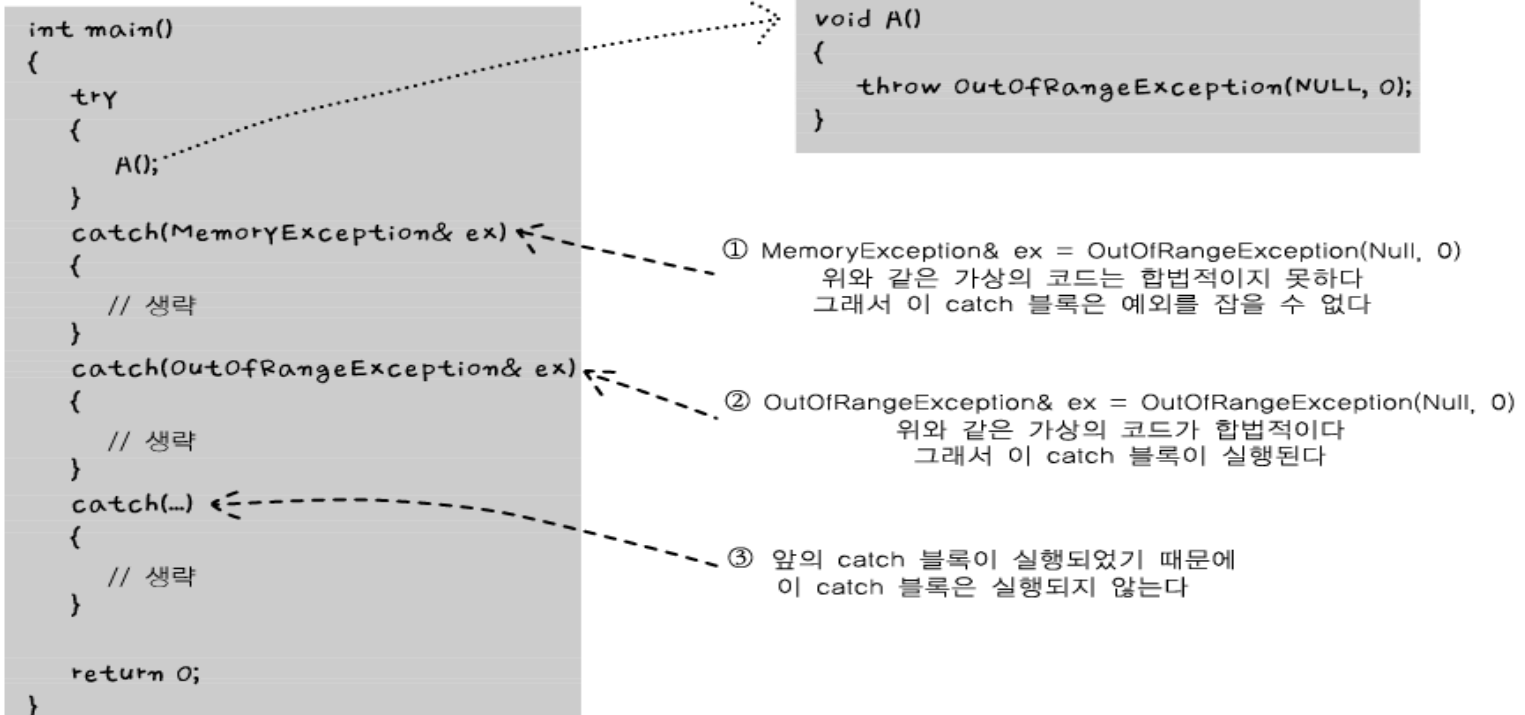 int main()
{
try
{
A();
}
catch(MemoryException& ex)
{
// 생략
}
catch(OutOfRangeException& ex)
{
// 생략
}
catch(...)
{
// 생략
}
return 0;
}
void A()
{
throw OutOfRangeException(NULL, 0);
}
① MemoryException& ex = OutOfRangeException(Null, 0)
위와 같은 가상의 코드는 합법적이지 못하다
그래서 이 catch 블록은 예외를 잡을 수 없다
② OutOfRangeException& ex = OutOfRangeException(Null, 0)
위와 같은 가상의 코드가 합법적이다
그래서 이 catch 블록이 실행된다
③ 앞의 catch 블록이 실행되었기 때문에
이 catch 블록은 실행되지 않는다